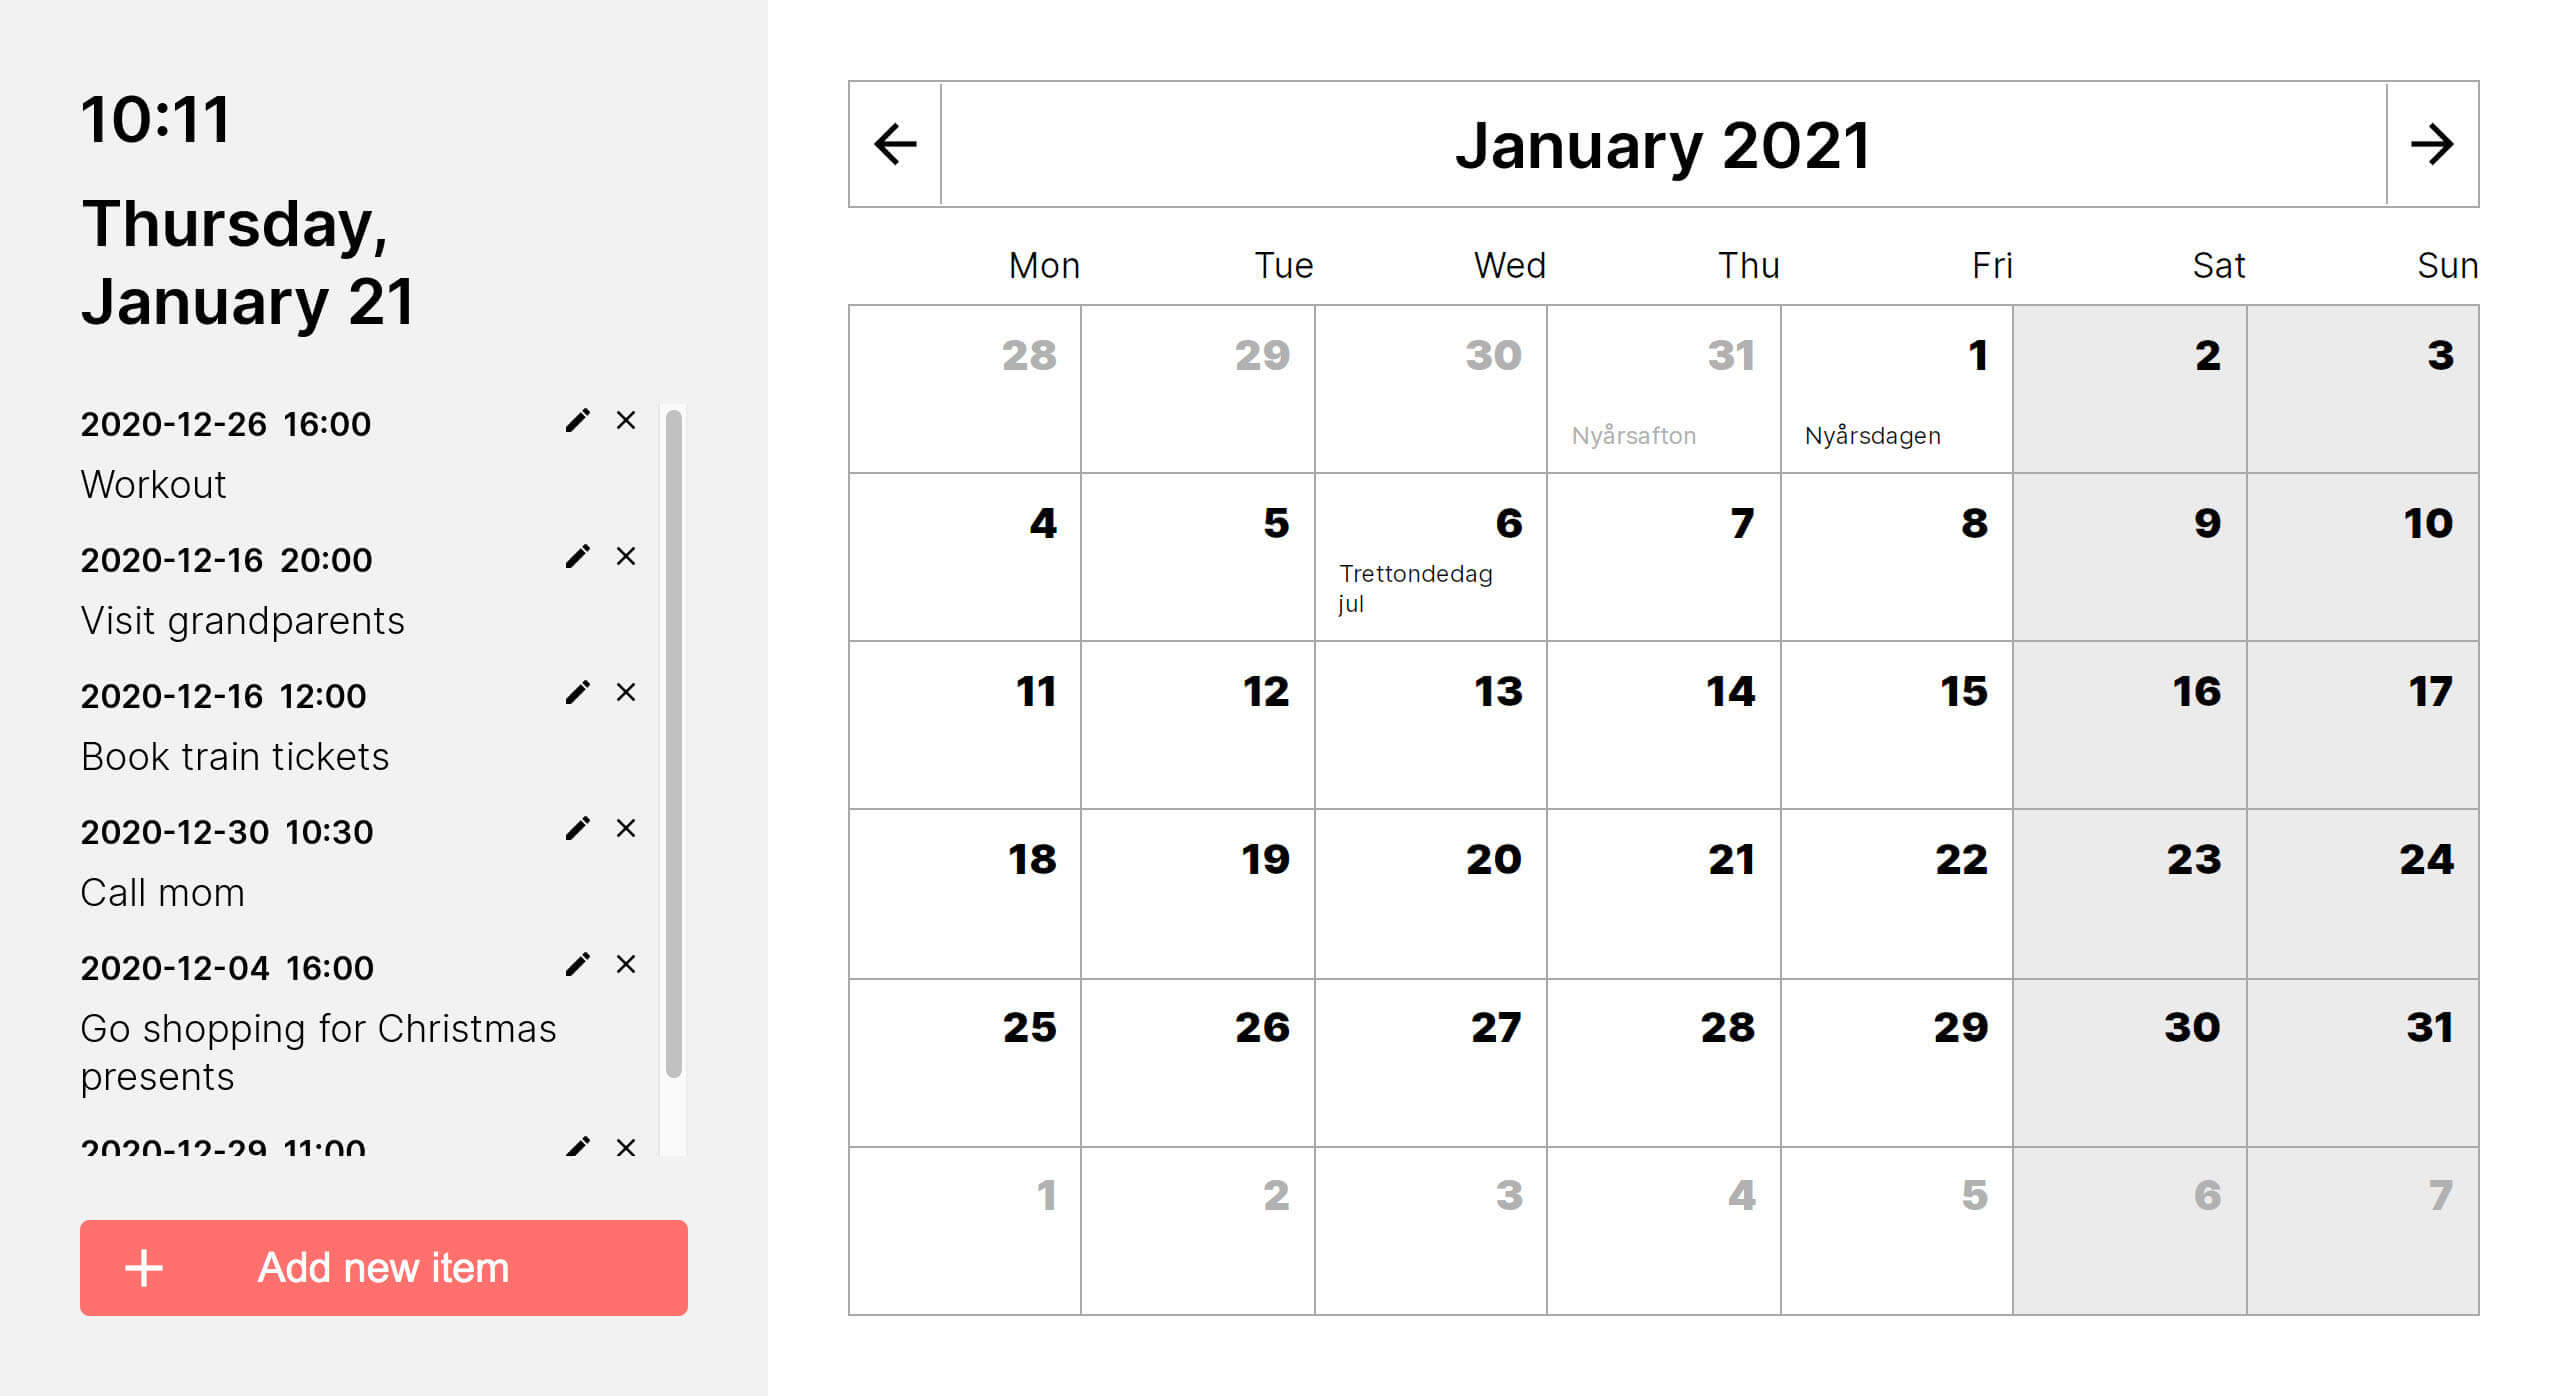 10:11
Thursday,
January 21
2020-12-26 16:00
Workout
2020-12-16 20:00
Visit grandparents
2020-12-16 12:00
Book train tickets
2020-12-30 10:30
Call mom
2020-12-04 16:00
Go shopping for Christmas
presents
2020-12-29 11:00
Add new item
January 2021
Mon Tue Wed Thu Fri Sat Sun
28 29 30 31 1 2 3
Nyårsafton Nyårsdagen
4 5 6 7 8 9 10
Trettondedag
jul
11 12 13 14 15 16 17
18 19 20 21 22 23 24
25 26 27 28 29 30 31
1 2 3 4 5 6 7